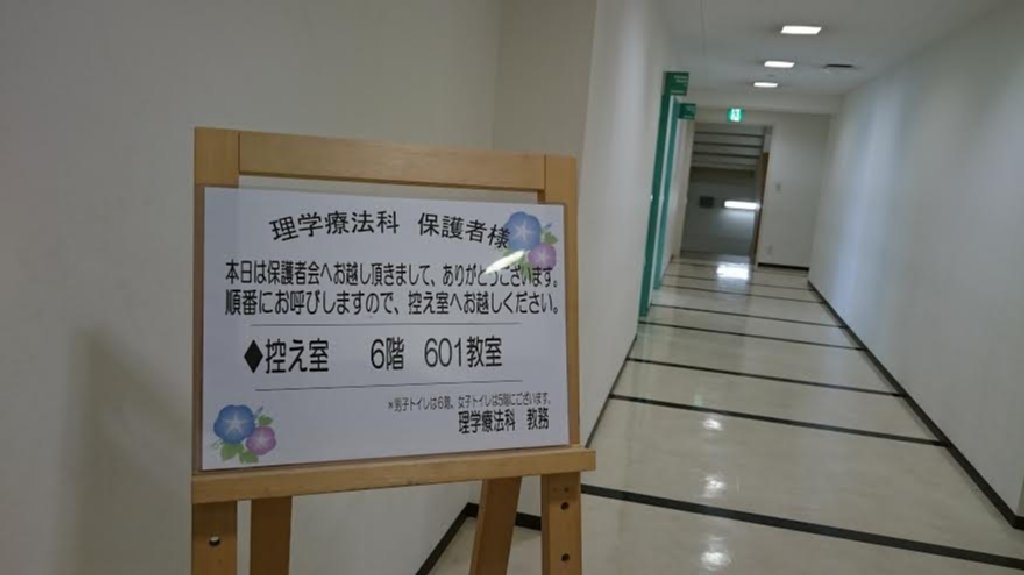 理学療法科 保護者様
本日は保護者会へお越し頂きまして、ありがとうございます。
順番にお呼びしますので、控え室へお越しください。
◆控え室 6階 601教室
※男子トイレは6階、女子トイレは5階にございます。
理学療法科 教務